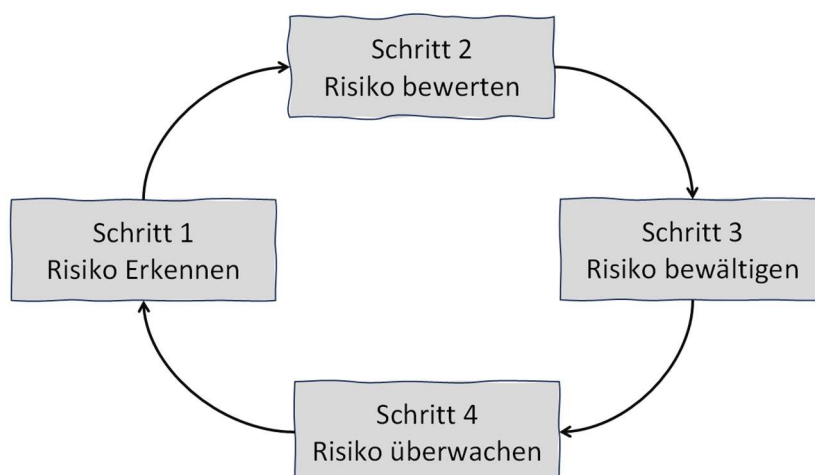 Schritt 2
Risiko bewerten
Schritt 1
Risiko Erkennen
Schritt 3
Risiko bewältigen
Schritt 4
Risiko überwachen